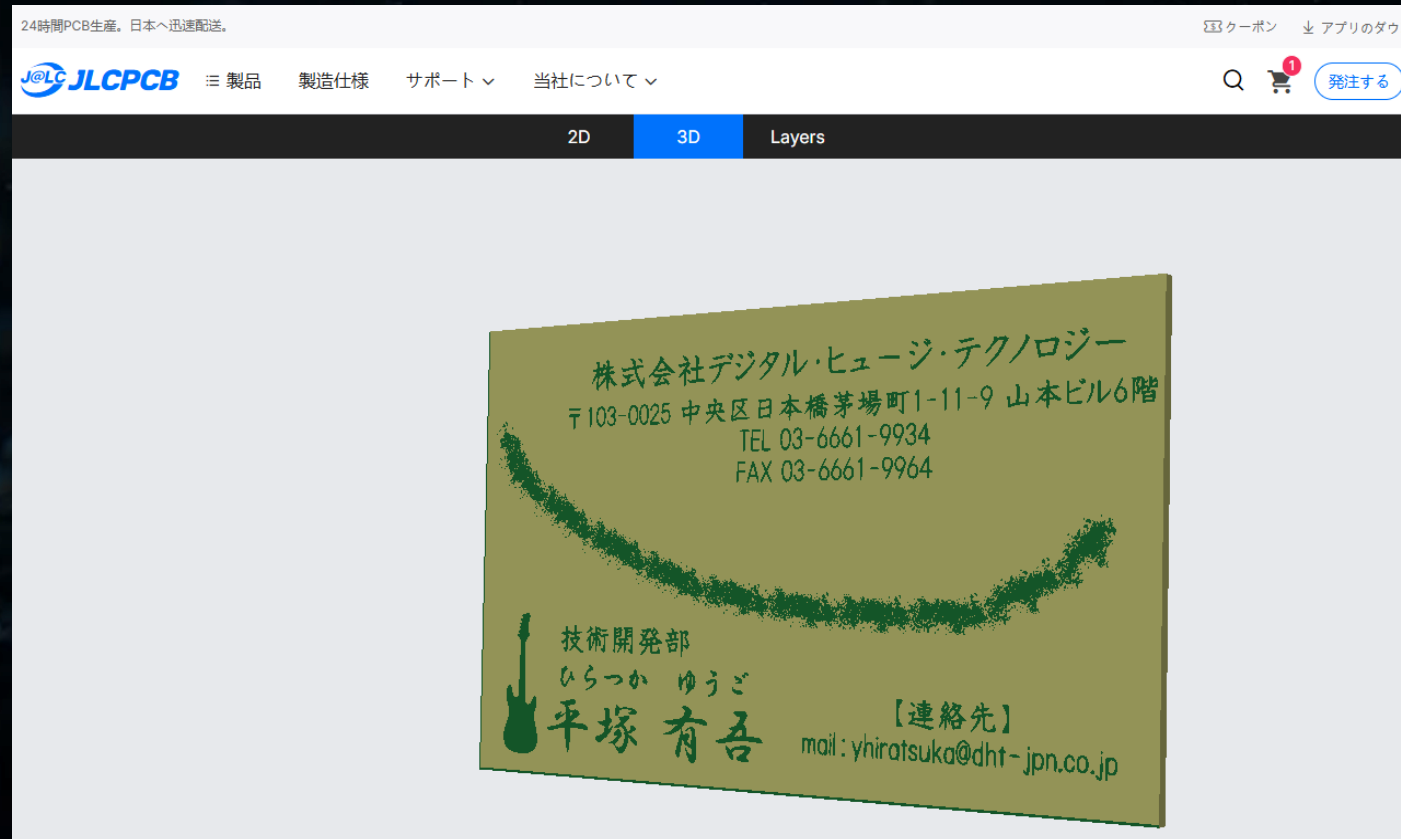 24時間PCB生産。日本へ迅速配送。
クーポン アプリのダウ
J@LC JLCPCB 製品 製造仕様 サポート 当社について 1 発注する
2D 3D Layers
株式会社デジタル・ヒュージ・テクノロジー
〒103-0025 中央区日本橋茅場町1-11-9 山本ビル6階
TEL 03-6661-9934
FAX 03-6661-9964
技術開発部
ひらつか ゆうご
平塚 有吾
【連絡先】
mail:yhiratsuka@dht-jpn.co.jp